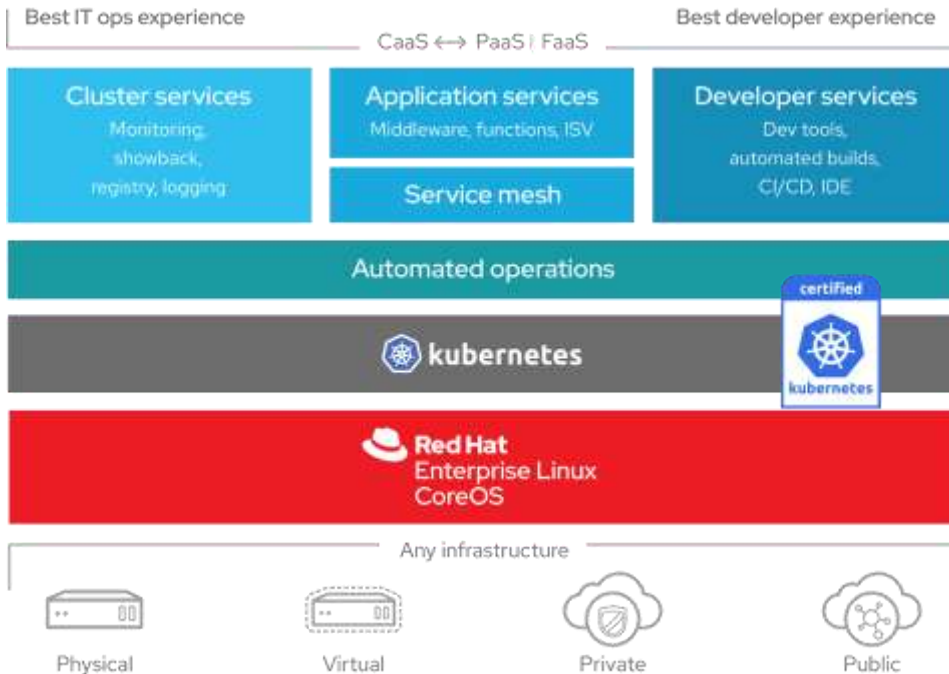 Best IT ops experience
Best developer experience
CaaS ↔ PaaS | FaaS
Cluster services
Monitoring,
showback,
registry, logging
Application services
Middleware, functions, ISV
Service mesh
Developer services
Dev tools,
automated builds,
CI/CD, IDE
Automated operations
certified
kubernetes
kubernetes
Red Hat
Enterprise Linux
CoreOS
Any infrastructure
Physical
Virtual
Private
Public